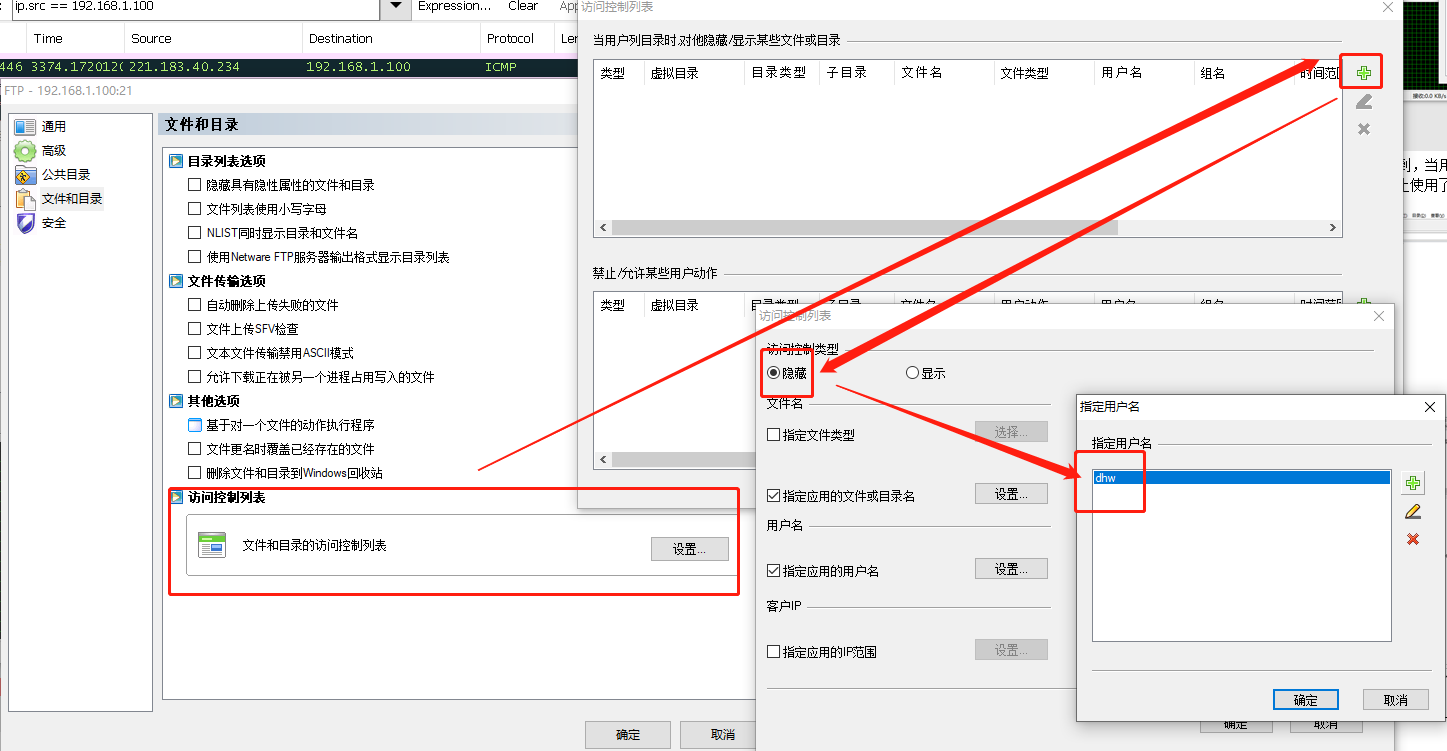 ip.src == 192.168.1.100
Expression...
Clear
Time
Source
Destination
Protocol
446 3374.172012( 221.183.40.234
192.168.1.100
ICMP
FTP - 192.168.1.100:21
通用
高级
公共目录
文件和目录
安全
文件和目录
目录列表选项
隐藏具有隐性属性的文件和目录
文件列表使用小写字母
NLIST同时显示目录和文件名
使用Netware FTP服务器输出格式显示目录列表
文件传输选项
自动删除上传失败的文件
文件上传SFV检查
文本文件传输禁用ASCII模式
允许下载正在被另一个进程占用写入的文件
其他选项
基于对一个文件的动作执行程序
文件更名时覆盖已经存在的文件
删除文件和目录到Windows回收站
访问控制列表
文件和目录的访问控制列表
设置...
确定
取消
访问控制列表
当用户列目录时.对他隐藏/显示某些文件或目录
类型
虚拟目录
目录类型
子目录
文件名
文件类型
用户名
组名
时间范围
禁止/允许某些用户动作
类型
虚拟目录
目录类型
子目录
文件名
用户动作
用户名
组名
时间范围
访问控制列表
访问控制类型
隐藏
显示
文件名
指定文件类型
选择...
指定应用的文件或目录名
设置...
用户名
指定应用的用户名
设置...
客户IP
指定应用的IP范围
设置...
确定
取消
指定用户名
指定用户名
dhw
确定
取消